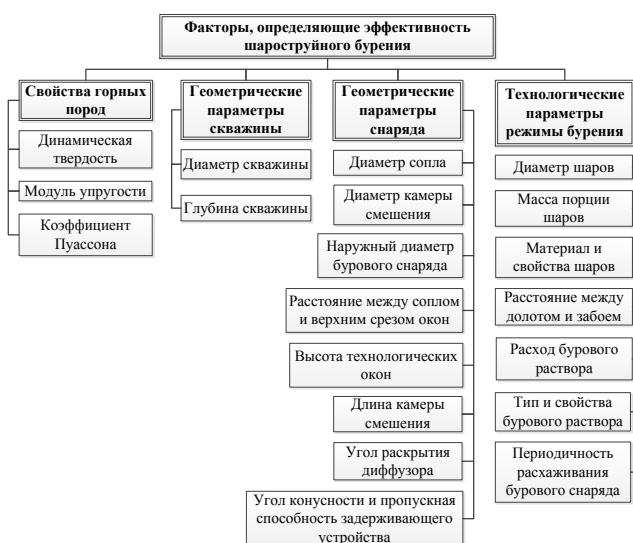 Факторы, определяющие эффективность
шароструйного бурения
Свойства горных
пород
Динамическая
твердость
Модуль упругости
Коэффициент
Пуассона
Геометрические
параметры
скважины
Диаметр скважины
Глубина скважины
Геометрические
параметры
снаряда
Диаметр сопла
Диаметр камеры
смешения
Наружный диаметр
бурового снаряда
Расстояние между соплом
и верхним срезом окон
Высота технологических
окон
Длина камеры
смешения
Угол раскрытия
диффузора
Угол конусности и пропускная
способность задерживающего
устройства
Технологические
параметры
режимы бурения
Диаметр шаров
Масса порции
шаров
Материал и
свойства шаров
Расстояние между
долотом и забоем
Расход бурового
раствора
Тип и свойства
бурового раствора
Периодичность
расхаживания
бурового снаряда